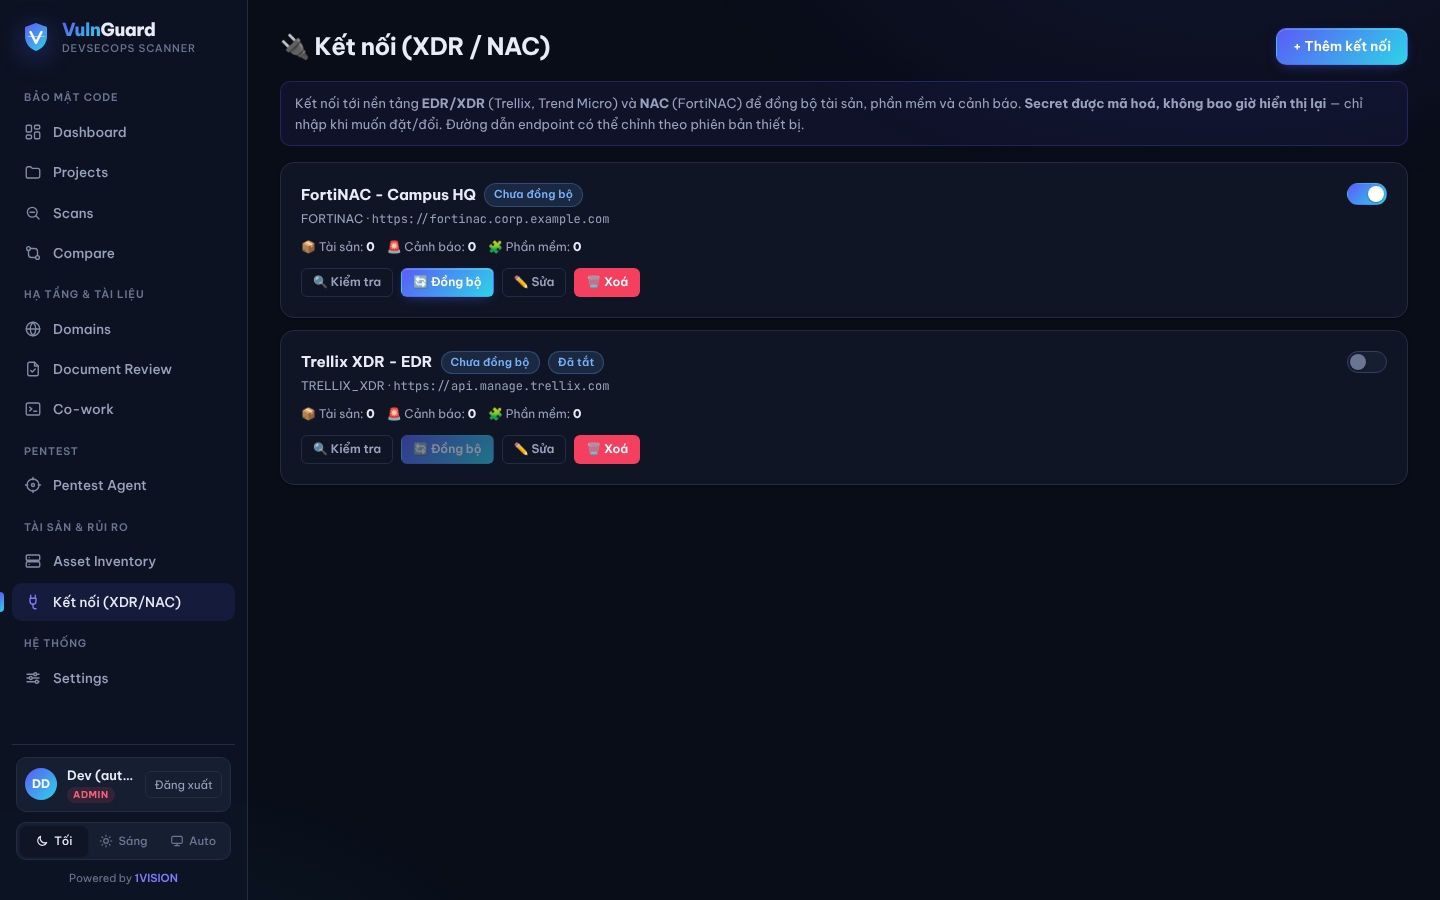 VulnGuard
DEVSECOPS SCANNER
BẢO MẬT CODE
Dashboard
Projects
Scans
Compare
HẠ TẦNG & TÀI LIỆU
Domains
Document Review
Co-work
PENTEST
Pentest Agent
TÀI SẢN & RỦI RO
Asset Inventory
Kết nối (XDR/NAC)
HỆ THỐNG
Settings
DD
Dev (aut...
ADMIN
Đăng xuất
Tối
Sáng
Auto
Powered by 1VISION
Kết nối (XDR / NAC)
+ Thêm kết nối
Kết nối tới nền tảng EDR/XDR (Trellix, Trend Micro) và NAC (FortiNAC) để đồng bộ tài sản, phần mềm và cảnh báo. Secret được mã hoá, không bao giờ hiển thị lại — chỉ
nhập khi muốn đặt/đổi. Đường dẫn endpoint có thể chỉnh theo phiên bản thiết bị.
FortiNAC - Campus HQ Chưa đồng bộ
FORTINAC · https://fortinac.corp.example.com
Tài sản: 0 Cảnh báo: 0 Phần mềm: 0
Kiểm tra Đồng bộ Sửa Xoá
Trellix XDR - EDR Chưa đồng bộ Đã tắt
TRELLIX_XDR · https://api.manage.trellix.com
Tài sản: 0 Cảnh báo: 0 Phần mềm: 0
Kiểm tra Đồng bộ Sửa Xoá